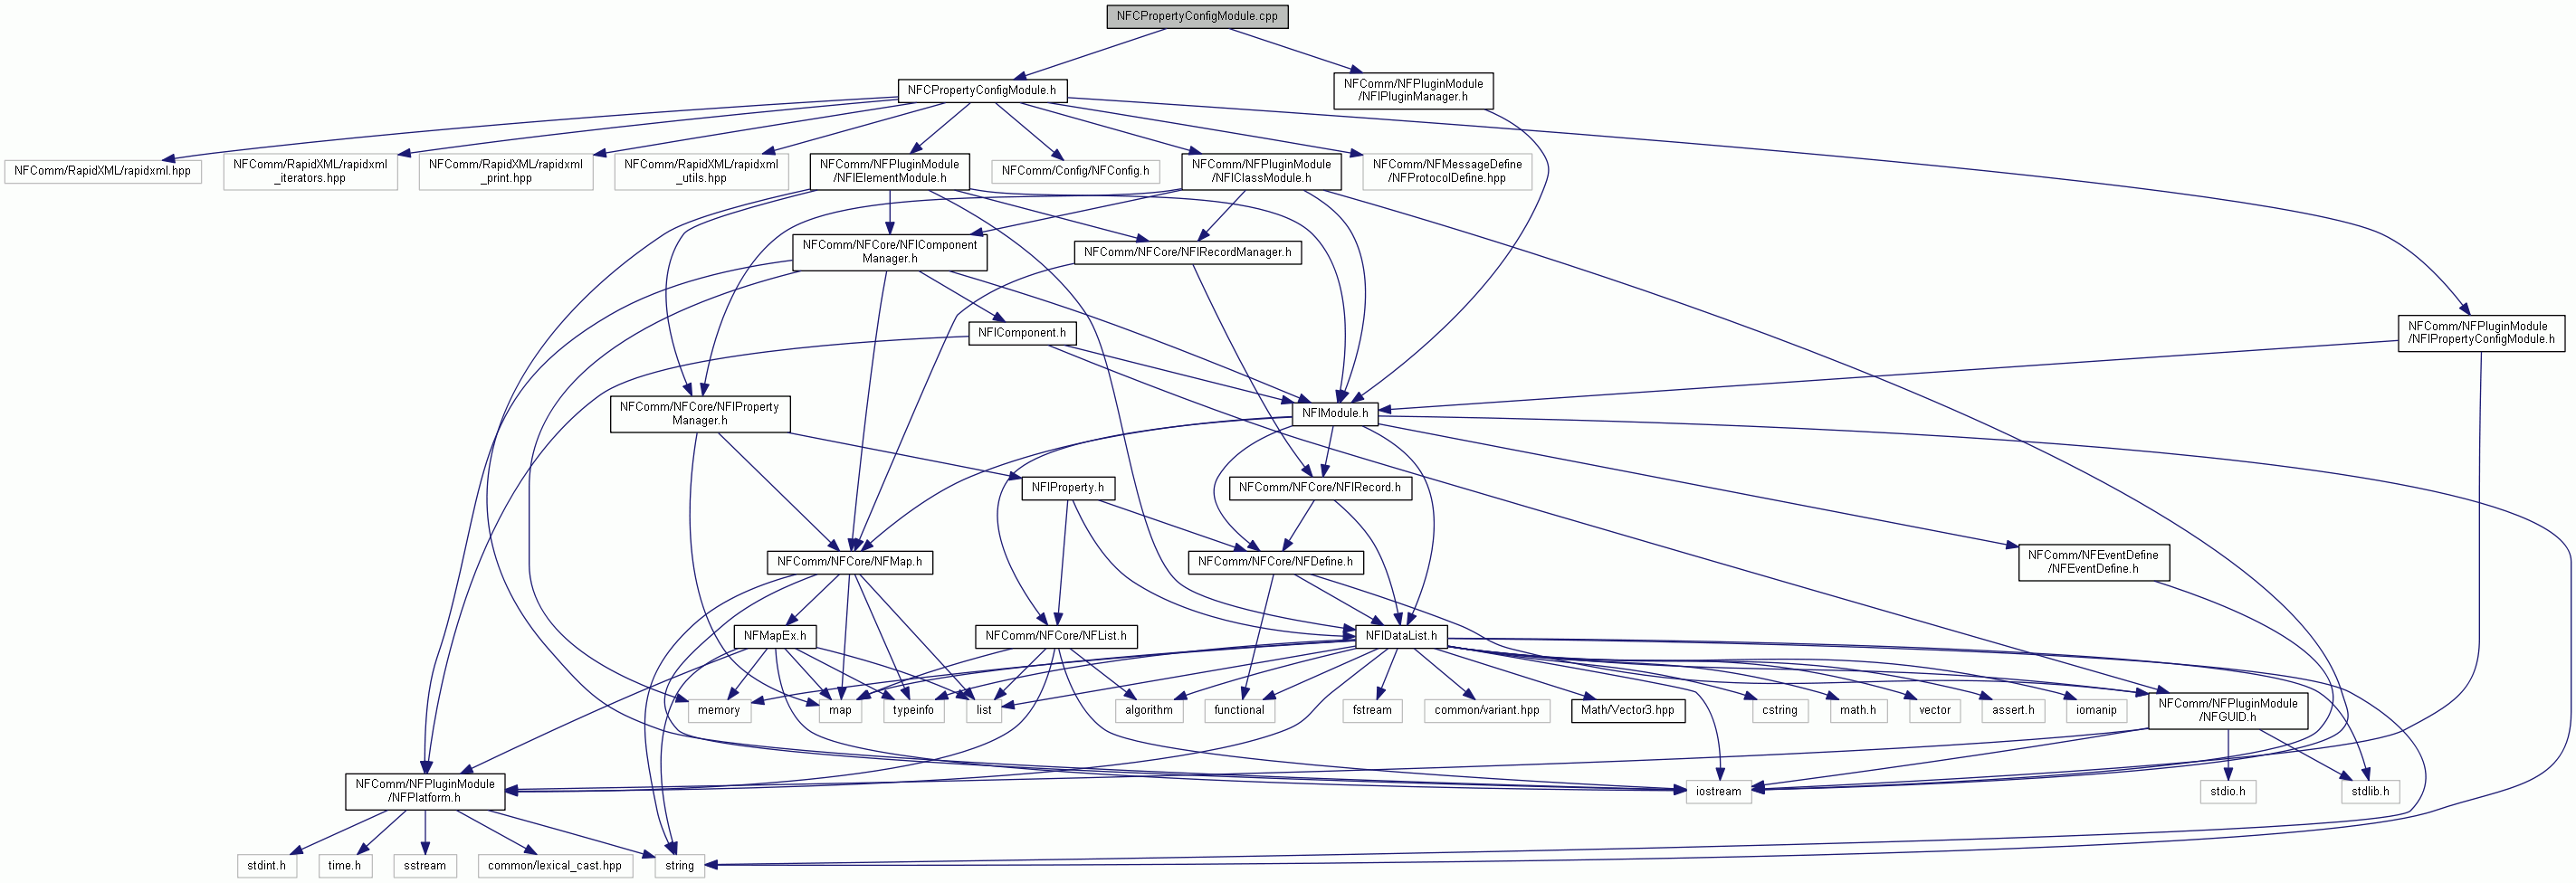 NFCPropertyConfigModule.cpp
NFCPropertyConfigModule.h
NFComm/NFPluginModule
/NFIPluginManager.h
NFComm/RapidXML/rapidxml.hpp
NFComm/RapidXML/rapidxml
_iterators.hpp
NFComm/RapidXML/rapidxml
_print.hpp
NFComm/RapidXML/rapidxml
_utils.hpp
NFComm/NFPluginModule
/NFIElementModule.h
NFComm/Config/NFConfig.h
NFComm/NFPluginModule
/NFIClassModule.h
NFComm/NFMessageDefine
/NFProtocolDefine.hpp
NFComm/NFCore/NFIComponent
Manager.h
NFComm/NFCore/NFIRecordManager.h
NFIComponent.h
NFComm/NFPluginModule
/NFIPropertyConfigModule.h
NFComm/NFCore/NFIProperty
Manager.h
NFIModule.h
NFIProperty.h
NFComm/NFCore/NFIRecord.h
NFComm/NFCore/NFMap.h
NFComm/NFCore/NFDefine.h
NFComm/NFEventDefine
/NFEventDefine.h
NFMapEx.h
NFComm/NFCore/NFList.h
NFIDataList.h
memory
map
typeinfo
list
algorithm
functional
fstream
common/variant.hpp
Math/Vector3.hpp
cstring
math.h
vector
assert.h
iomanip
NFComm/NFPluginModule
/NFGUID.h
NFComm/NFPluginModule
/NFPlatform.h
iostream
stdio.h
stdlib.h
stdint.h
time.h
sstream
common/lexical_cast.hpp
string